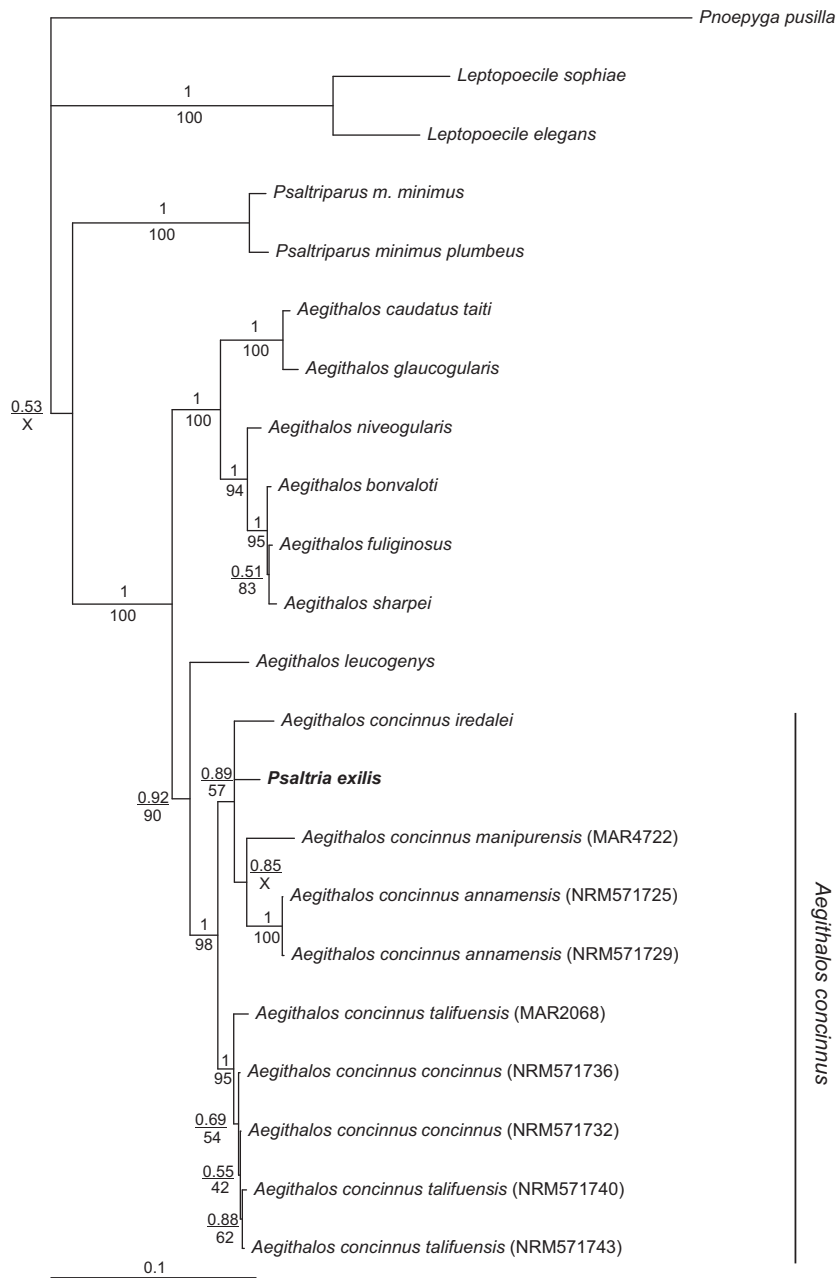 Pnoepyga pusilla
Leptopoecile sophiae
1
100
Leptopoecile elegans
Psaltriparus m. minimus
1
100
Psaltriparus minimus plumbeus
Aegithalos caudatus taiti
1
100
Aegithalos glaucogularis
1
100
0.53
X
Aegithalos niveogularis
1
94
Aegithalos bonvaloti
1
95
Aegithalos fuliginosus
0.51
83
Aegithalos sharpei
1
100
Aegithalos leucogenys
Aegithalos concinnus iredalei
0.89
57
Psaltria exilis
0.92
90
Aegithalos concinnus manipurensis (MAR4722)
0.85
X
Aegithalos concinnus annamensis (NRM571725)
1
100
1
98
Aegithalos concinnus annamensis (NRM571729)
Aegithalos concinnus
Aegithalos concinnus talifuensis (MAR2068)
1
95
Aegithalos concinnus concinnus (NRM571736)
0.69
54
Aegithalos concinnus concinnus (NRM571732)
0.55
42
Aegithalos concinnus talifuensis (NRM571740)
0.88
62
Aegithalos concinnus talifuensis (NRM571743)
0.1